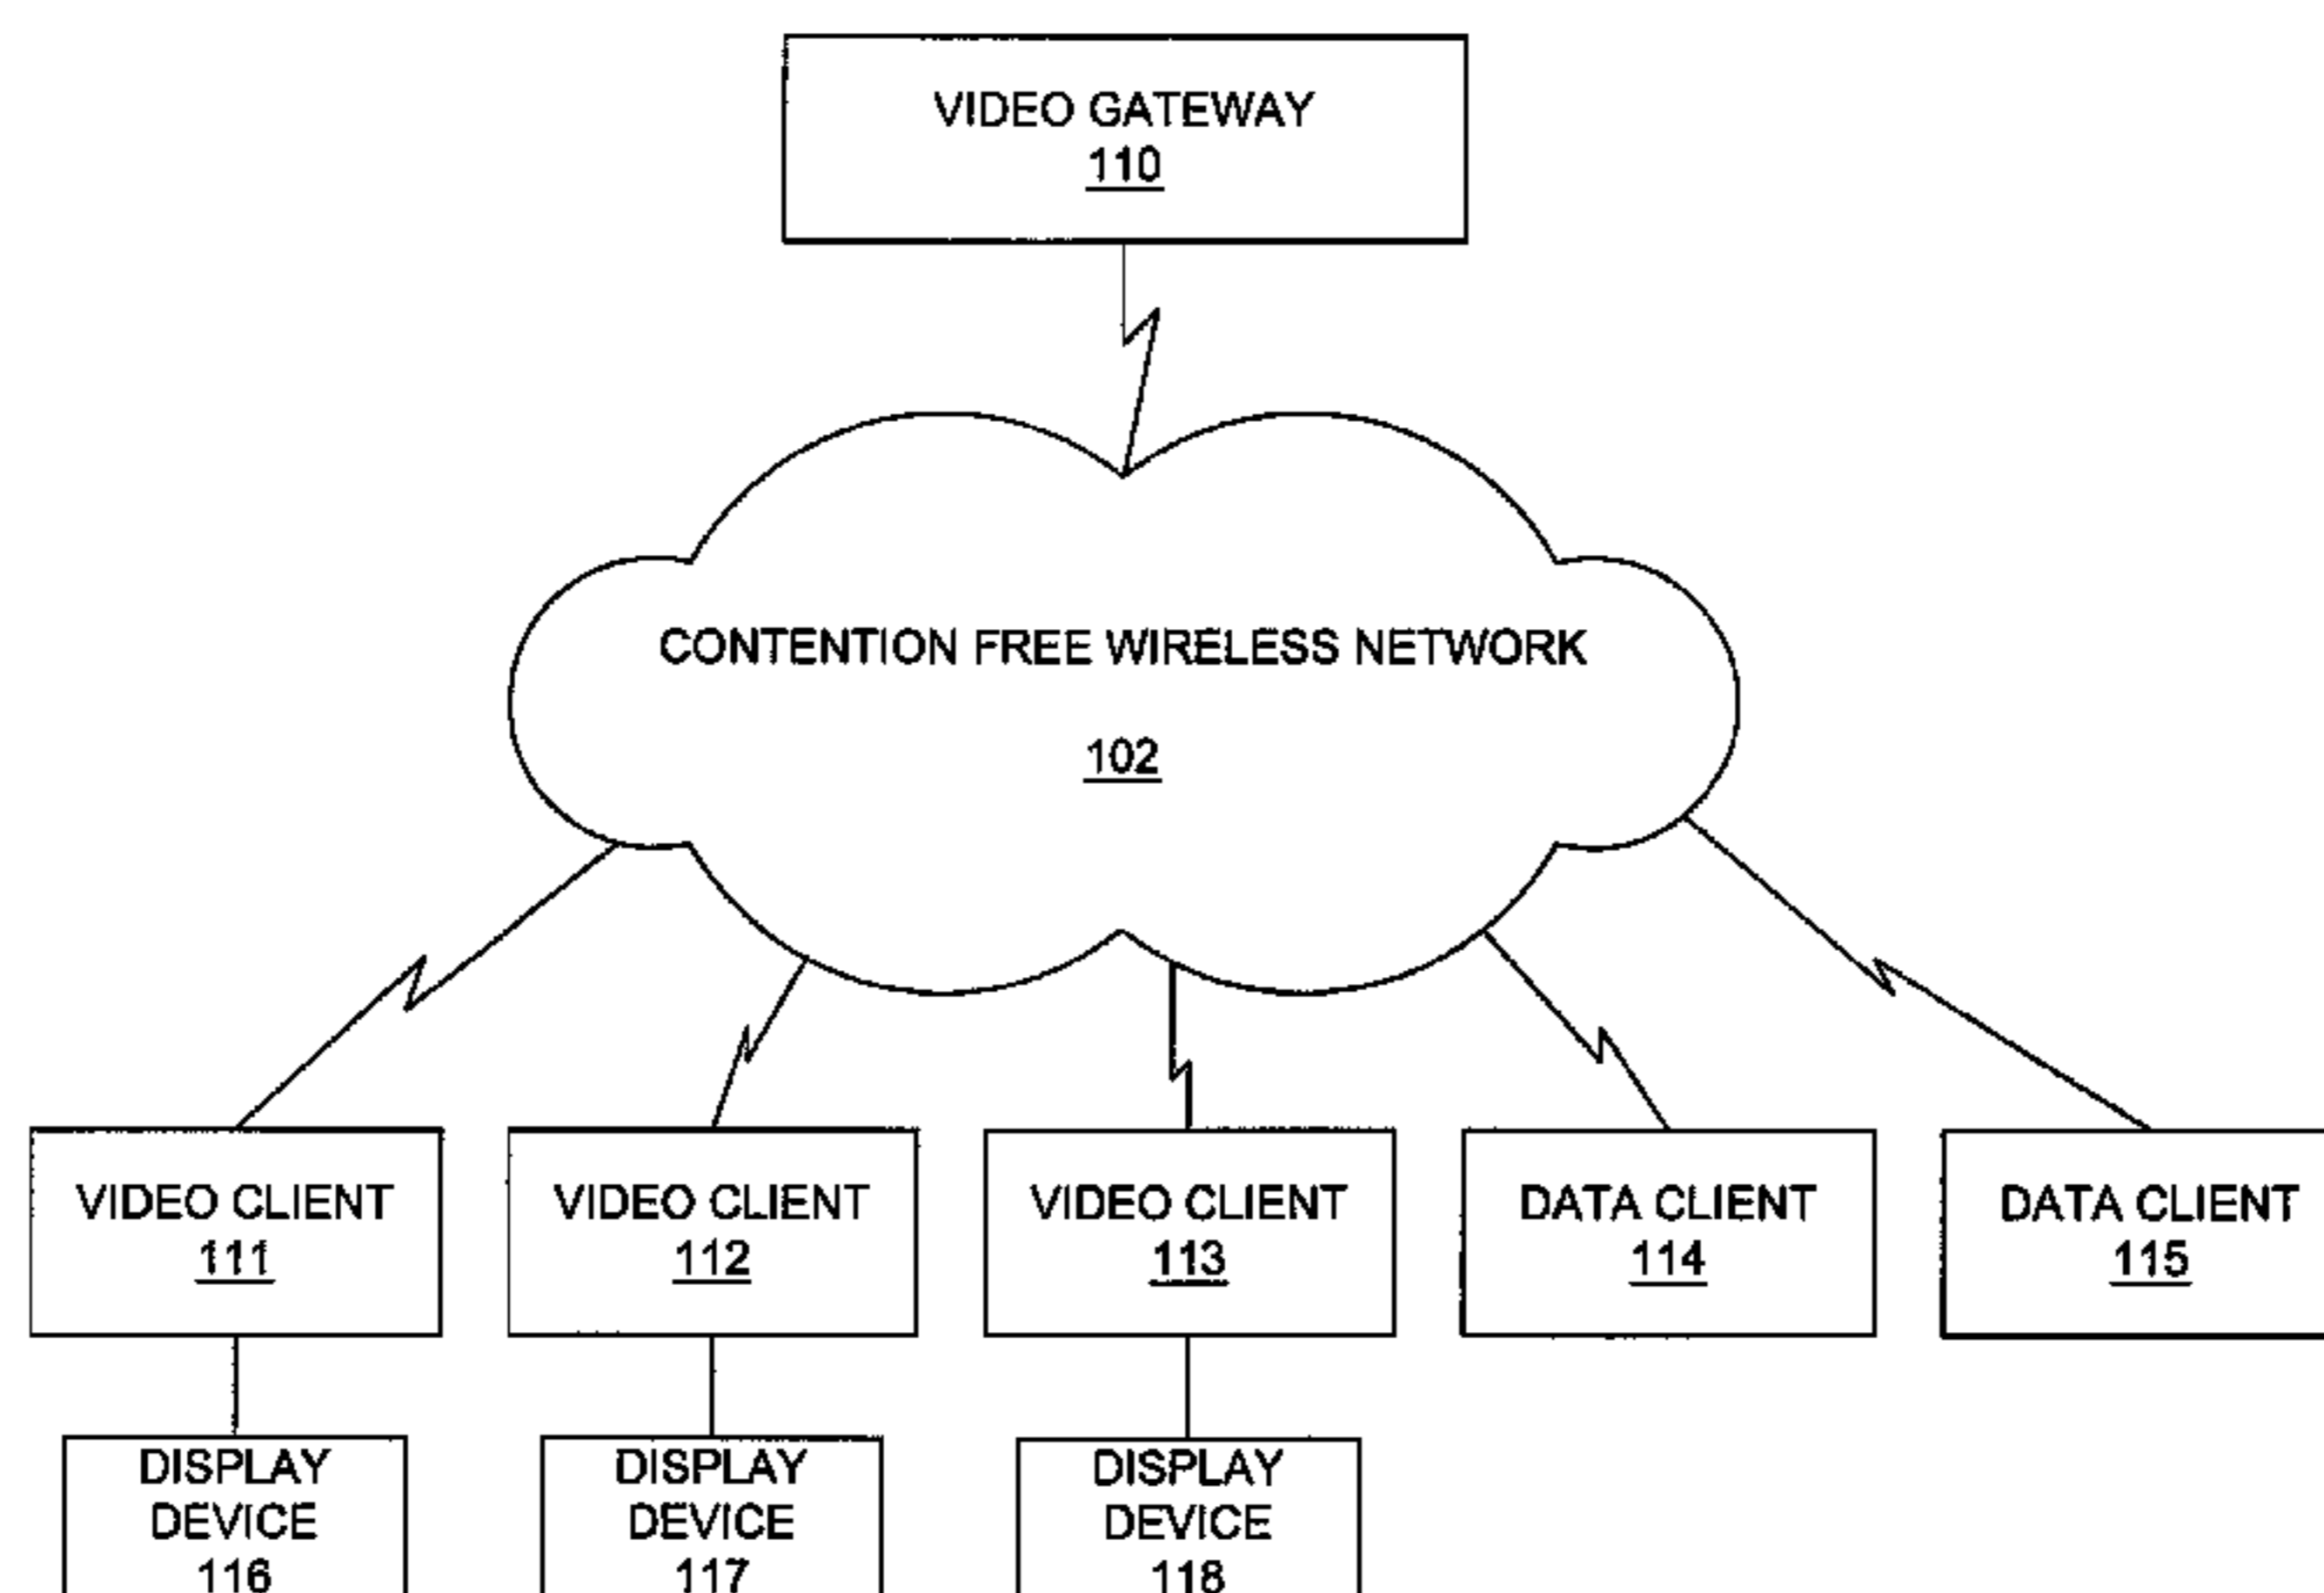 VIDEO GATEWAY
110
CONTENTION FREE WIRELESS NETWORK
102
VIDEO CLIENT
111
VIDEO CLIENT
112
VIDEO CLIENT
113
DATA CLIENT
114
DATA CLIENT
115
DISPLAY
DEVICE
116
DISPLAY
DEVICE
117
DISPLAY
DEVICE
118